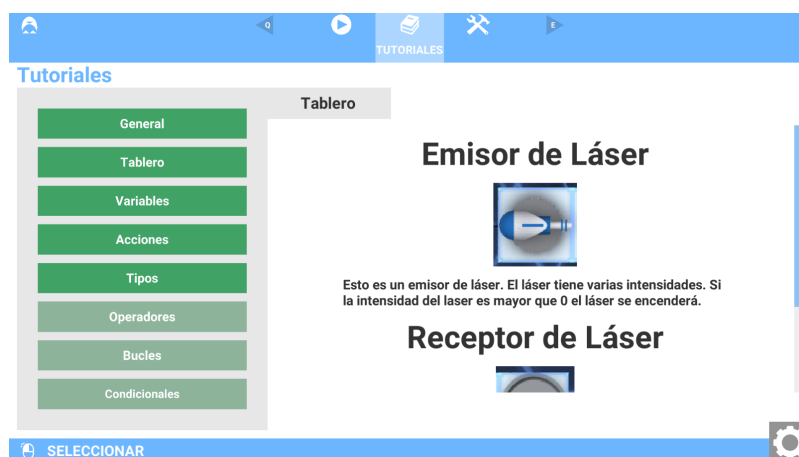 Q
E
TUTORIALES
Tutoriales
Tablero
General
Tablero
Variables
Acciones
Tipos
Operadores
Bucles
Condicionales
Emisor de Láser
Esto es un emisor de láser. El láser tiene varias intensidades. Si
la intensidad del laser es mayor que 0 el láser se encenderá.
Receptor de Láser
SELECCIONAR